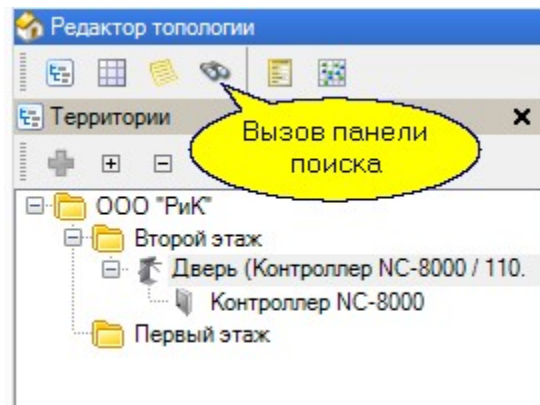 Редактор топологии
Территории
Вызов панели
поиска
ООО "РиК"
Второй этаж
Дверь (Контроллер NC-8000 / 110.
Контроллер NC-8000
Первый этаж